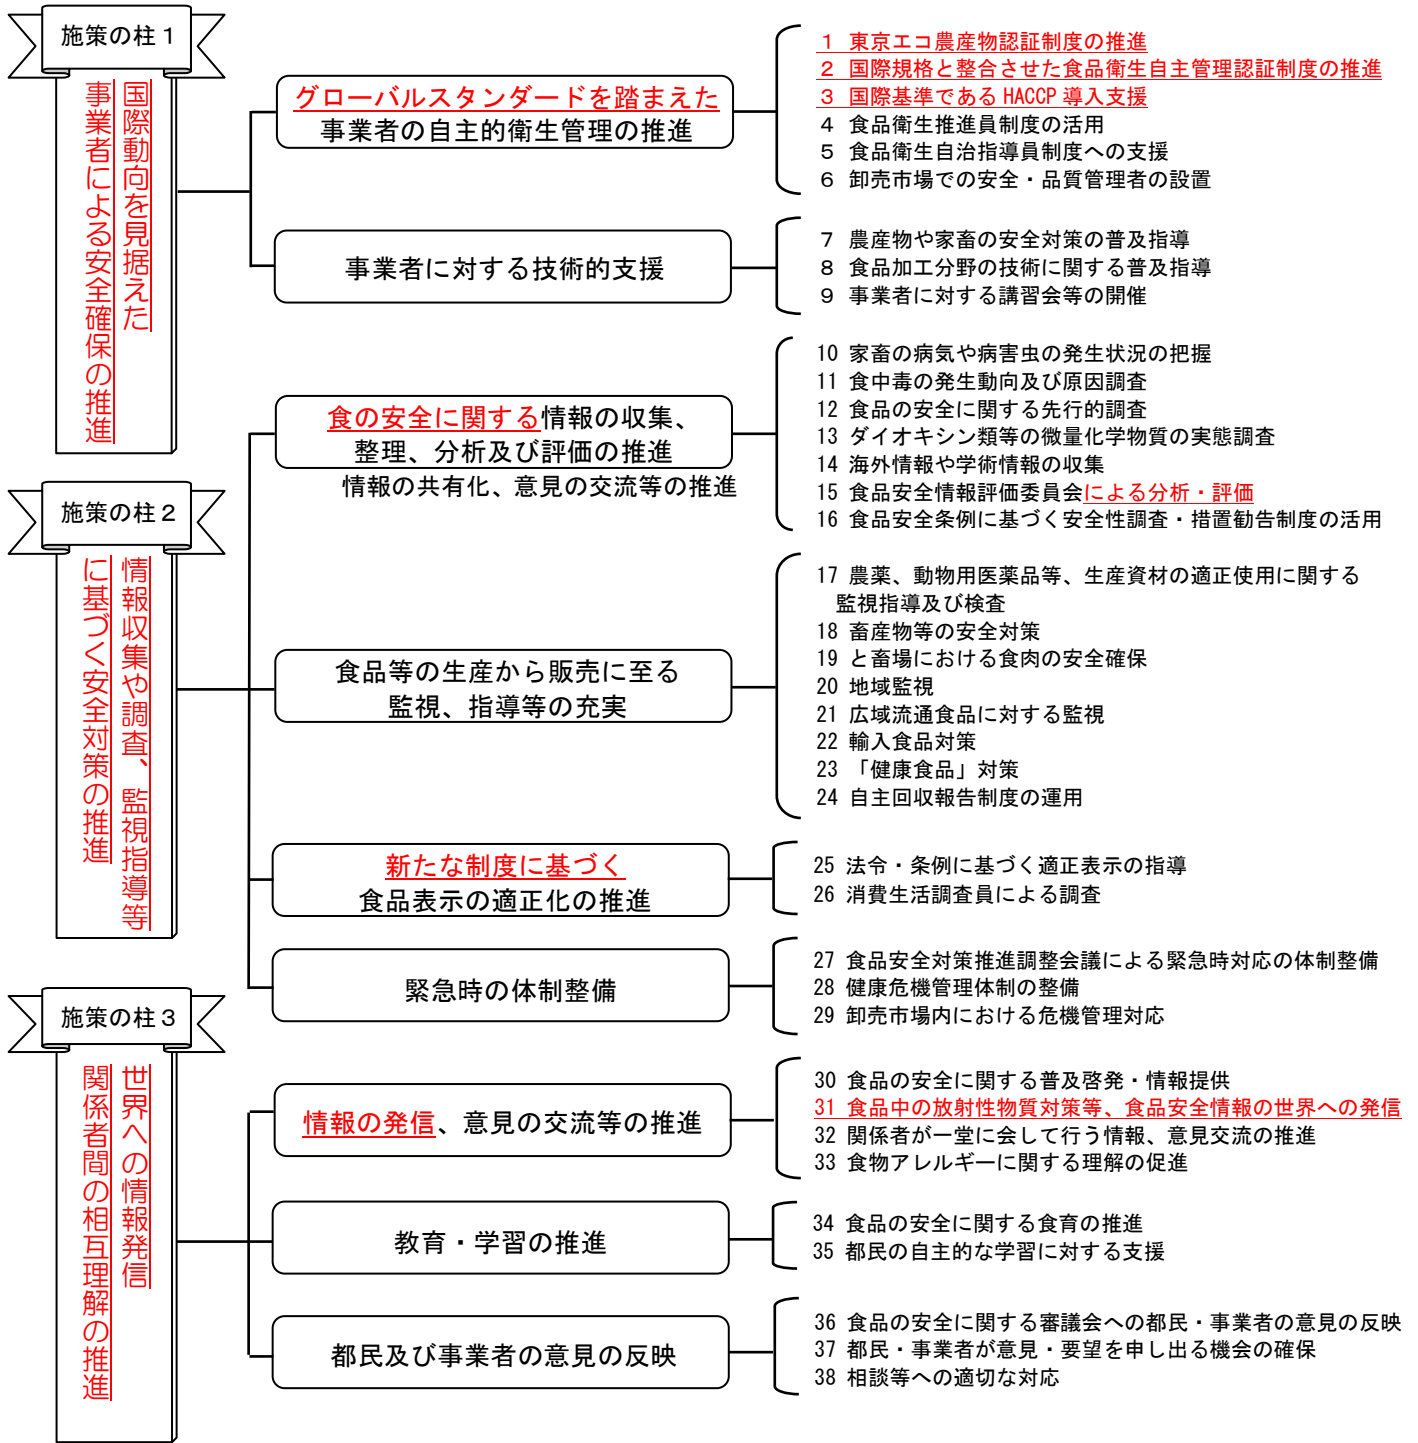 施策の柱１
国際動向を見据えた
事業者による安全確保の推進
グローバルスタンダードを踏まえた
事業者の自主的衛生管理の推進
１ 東京エコ農産物認証制度の推進
２ 国際規格と整合させた食品衛生自主管理認証制度の推進
３ 国際基準である HACCP 導入支援
４ 食品衛生推進員制度の活用
５ 食品衛生自治指導員制度への支援
６ 卸売市場での安全・品質管理者の設置
事業者に対する技術的支援
７ 農産物や家畜の安全対策の普及指導
８ 食品加工分野の技術に関する普及指導
９ 事業者に対する講習会等の開催
施策の柱２
情報収集や調査、監視指導等
に基づく安全対策の推進
食の安全に関する情報の収集、
整理、分析及び評価の推進
情報の共有化、意見の交流等の推進
10 家畜の病気や病害虫の発生状況の把握
11 食中毒の発生動向及び原因調査
12 食品の安全に関する先行的調査
13 ダイオキシン類等の微量化学物質の実態調査
14 海外情報や学術情報の収集
15 食品安全情報評価委員会による分析・評価
16 食品安全条例に基づく安全性調査・措置勧告制度の活用
食品等の生産から販売に至る
監視、指導等の充実
17 農薬、動物用医薬品等、生産資材の適正使用に関する
監視指導及び検査
18 畜産物等の安全対策
19 と畜場における食肉の安全確保
20 地域監視
21 広域流通食品に対する監視
22 輸入食品対策
23 「健康食品」対策
24 自主回収報告制度の運用
新たな制度に基づく
食品表示の適正化の推進
25 法令・条例に基づく適正表示の指導
26 消費生活調査員による調査
緊急時の体制整備
27 食品安全対策推進調整会議による緊急時対応の体制整備
28 健康危機管理体制の整備
29 卸売市場内における危機管理対応
施策の柱３
世界への情報発信
関係者間の相互理解の推進
情報の発信、意見の交流等の推進
30 食品の安全に関する普及啓発・情報提供
31 食品中の放射性物質対策等、食品安全情報の世界への発信
32 関係者が一堂に会して行う情報、意見交流の推進
33 食物アレルギーに関する理解の促進
教育・学習の推進
34 食品の安全に関する食育の推進
35 都民の自主的な学習に対する支援
都民及び事業者の意見の反映
36 食品の安全に関する審議会への都民・事業者の意見の反映
37 都民・事業者が意見・要望を申し出る機会の確保
38 相談等への適切な対応